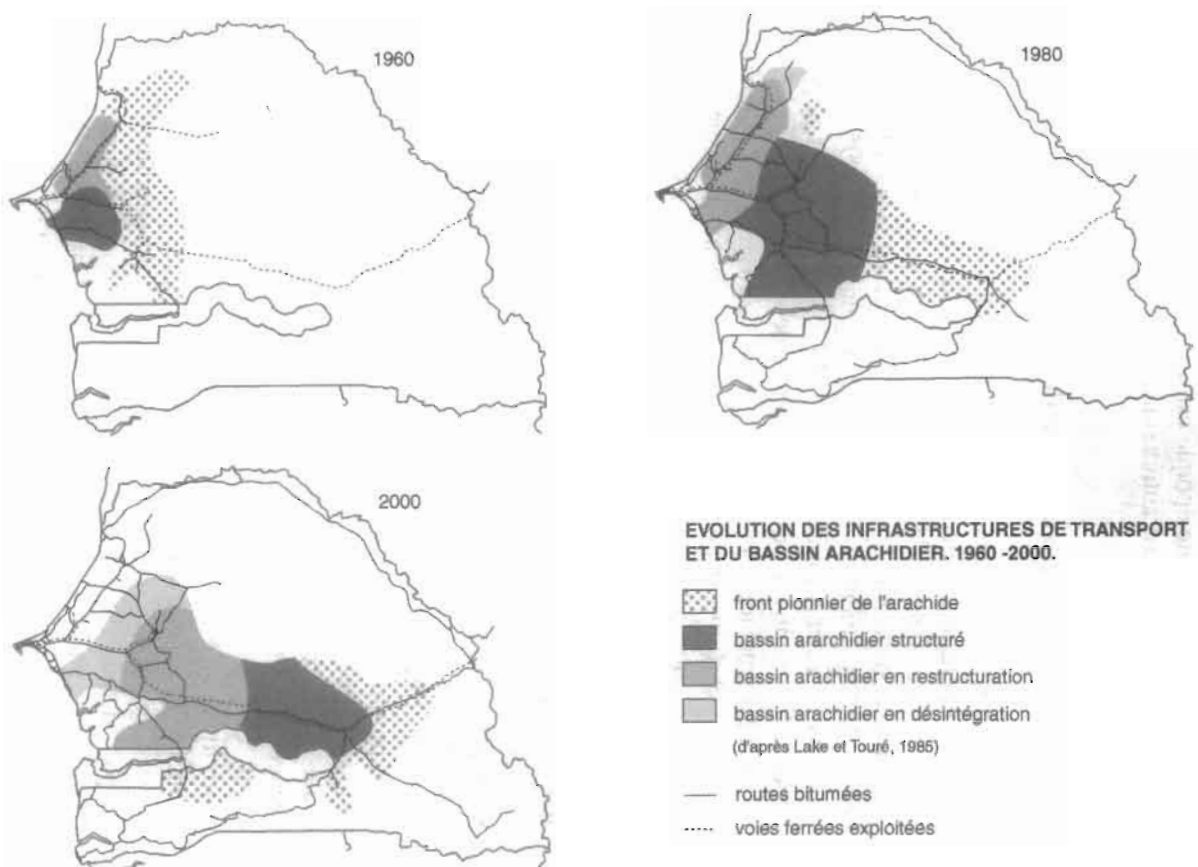 1960
1980
2000
EVOLUTION DES INFRASTRUCTURES DE TRANSPORT
ET DU BASSIN ARACHIDIER. 1960 -2000.
front pionnier de l'arachide
bassin ararchidier structuré
bassin arachidier en restructuration
bassin arachidier en désintégration
(d'après Lake et Touré, 1985)
routes bitumées
voies ferrées exploitées